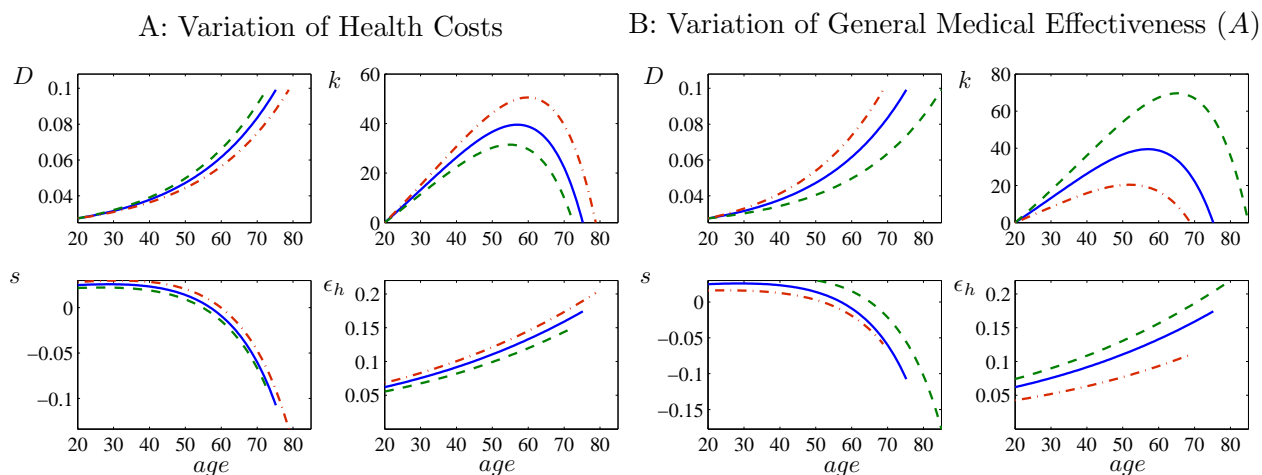 A: Variation of Health Costs
B: Variation of General Medical Effectiveness (A)
D
0.1
0.08
0.06
0.04
20 30 40 50 60 70 80
k
60
40
20
0
20 30 40 50 60 70 80
D
0.1
0.08
0.06
0.04
20 30 40 50 60 70 80
k
80
60
40
20
0
20 30 40 50 60 70 80
s
0
−0.05
−0.1
20 30 40 50 60 70 80
age
ϵh
0.2
0.15
0.1
0.05
20 30 40 50 60 70 80
age
s
0
−0.05
−0.1
−0.15
20 30 40 50 60 70 80
age
ϵh
0.2
0.15
0.1
0.05
20 30 40 50 60 70 80
age